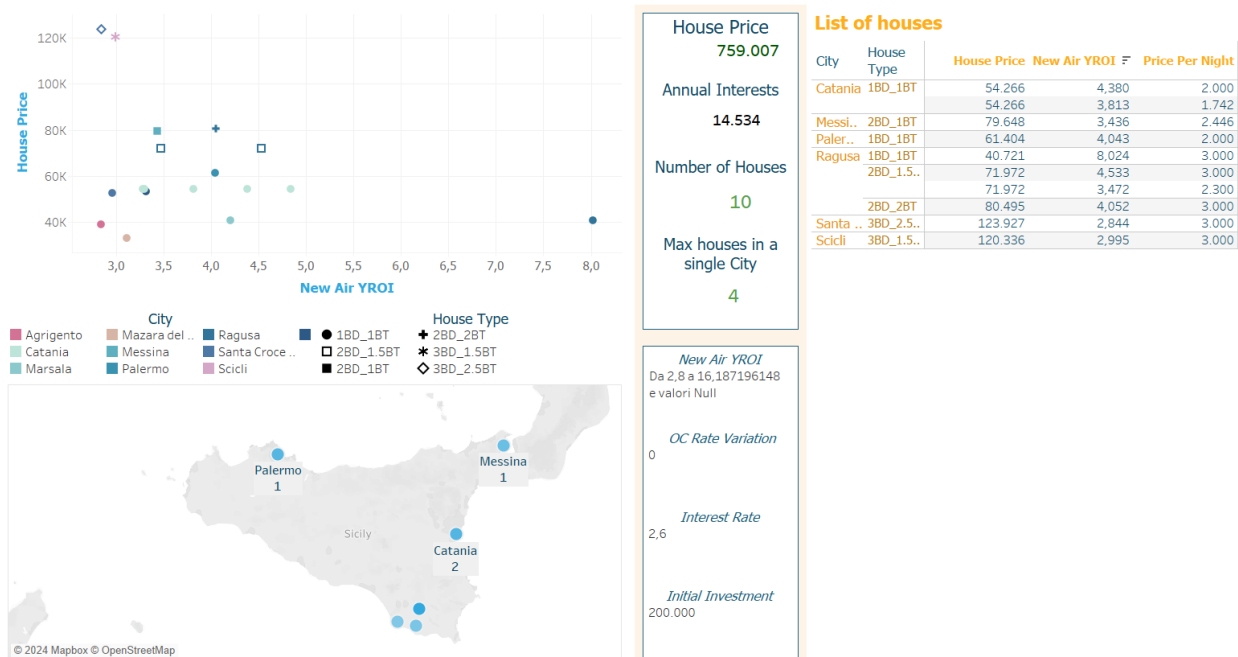 120K
100K
80K
60K
40K
House Price
3,0 3,5 4,0 4,5 5,0 5,5 6,0 6,5 7,0 7,5 8,0
New Air YROI
City
Agrigento Mazara del .. Ragusa
Catania Messina Santa Croce ..
Marsala Palermo Scicli
House Type
1BD_1BT 2BD_2BT
2BD_1.5BT 3BD_1.5BT
2BD_1BT 3BD_2.5BT
Palermo
1
Messina
1
Sicily
Catania
2
© 2024 Mapbox © OpenStreetMap
House Price
759.007
Annual Interests
14.534
Number of Houses
10
Max houses in a
single City
4
New Air YROI
Da 2,8 a 16,187196148
e valori Null
OC Rate Variation
0
Interest Rate
2,6
Initial Investment
200.000
List of houses
City House Type House Price New Air YROI Price Per Night
Catania 1BD_1BT 54.266 4,380 2.000
54.266 3,813 1.742
Messi.. 2BD_1BT 79.648 3,436 2.446
Paler.. 1BD_1BT 61.404 4,043 2.000
Ragusa 1BD_1BT 40.721 8,024 3.000
2BD_1.5.. 71.972 4,533 3.000
71.972 3,472 2.300
2BD_2BT 80.495 4,052 3.000
Santa .. 3BD_2.5.. 123.927 2,844 3.000
Scicli 3BD_1.5.. 120.336 2,995 3.000